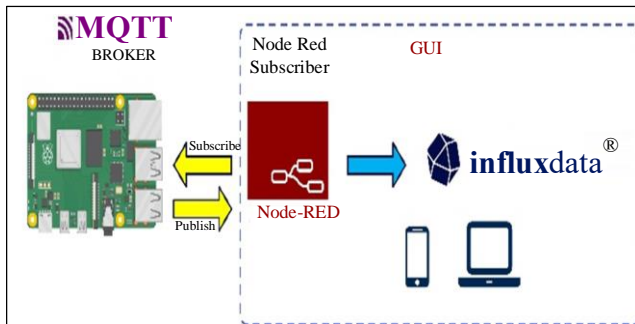 MQTT
BROKER
Node Red
Subscriber
GUI
Subscribe
Publish
Node-RED
influxdata®